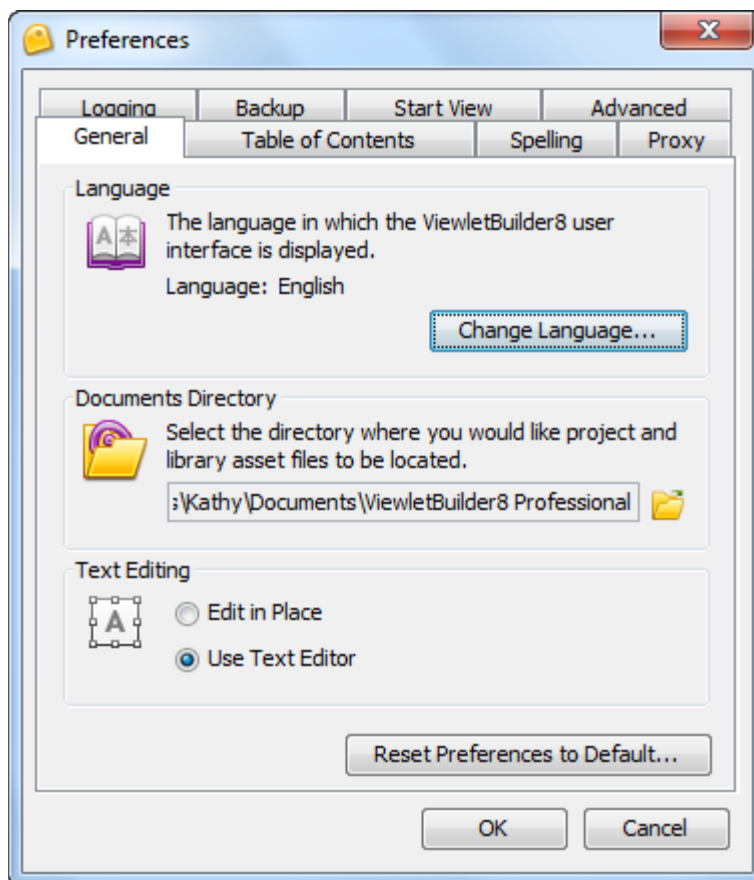 Preferences
Logging
Backup
Start View
Advanced
General
Table of Contents
Spelling
Proxy
Language
A 本
The language in which the ViewletBuilder8 user
interface is displayed.
Language: English
Change Language...
Documents Directory
Select the directory where you would like project and
library asset files to be located.
s\Kathy\Documents\ViewletBuilder8 Professional
Text Editing
A
Edit in Place
Use Text Editor
Reset Preferences to Default...
OK
Cancel